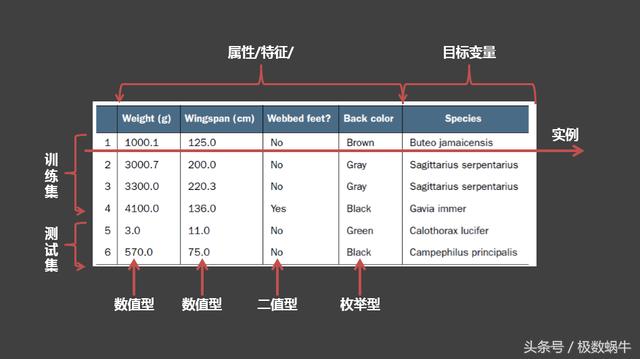 属性/特征/
目标变量
Weight (g) Wingspan (cm) Webbed feet? Back color Species
实例
1 1000.1 125.0 No Brown Buteo jamaicensis
2 3000.7 200.0 No Gray Sagittarius serpentarius
3 3300.0 220.3 No Gray Sagittarius serpentarius
4 4100.0 136.0 Yes Black Gavia immer
5 3.0 11.0 No Green Calothorax lucifer
6 570.0 75.0 No Black Campephilus principalis
训练集
测试集
数值型 数值型 二值型 枚举型
头条号 / 极数蜗牛